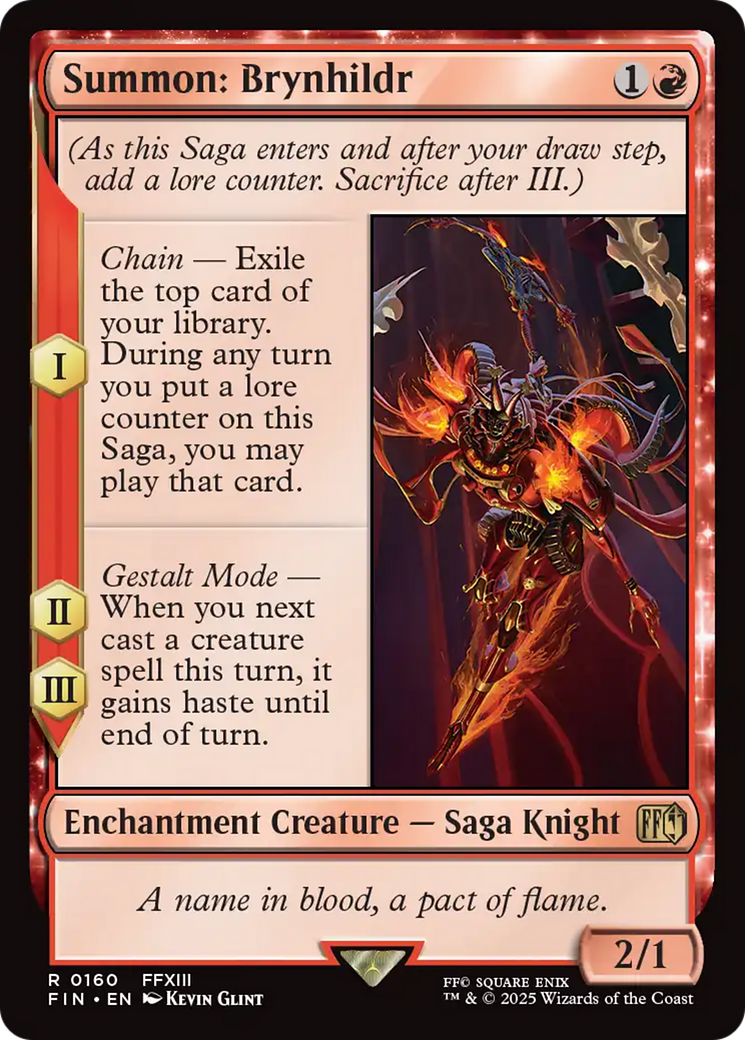 Summon: Brynhildr 1
(As this Saga enters and after your draw step,
add a lore counter. Sacrifice after III.)
I
Chain — Exile
the top card of
your library.
During any turn
you put a lore
counter on this
Saga, you may
play that card.
II
III
Gestalt Mode —
When you next
cast a creature
spell this turn, it
gains haste until
end of turn.
Enchantment Creature — Saga Knight FF
A name in blood, a pact of flame.
2/1
R 0160 FFXIII
FIN • EN Kevin Glint
FF© SQUARE ENIX
™ & © 2025 Wizards of the Coast